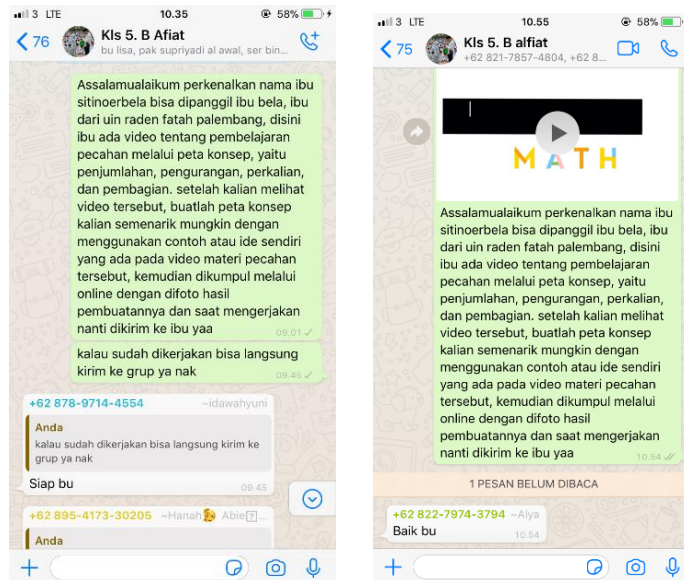 3 LTE 10.35 58%
76 Kls 5. B Afiat
bu lisa, pak supriyadi al awal, ser bin...
Assalamualaikum perkenalkan nama ibu
sitinoerbela bisa dipanggil ibu bela, ibu
dari uin raden fatah palembang, disini
ibu ada video tentang pembelajaran
pecahan melalui peta konsep, yaitu
penjumlahan, pengurangan, perkalian,
dan pembagian. setelah kalian melihat
video tersebut, buatlah peta konsep
kalian semenarik mungkin dengan
menggunakan contoh atau ide sendiri
yang ada pada video materi pecahan
tersebut, kemudian dikumpul melalui
online dengan difoto hasil
pembuatannya dan saat mengerjakan
nanti dikirim ke ibu yaa 09.01
kalau sudah dikerjakan bisa langsung
kirim ke grup ya nak 09.45
+62 878-9714-4554 ~idawahyuni
Anda
kalau sudah dikerjakan bisa langsung kirim ke
grup ya nak
Siap bu 09.45
+62 895-4173-30205 ~Hanah Abie ...
Anda
3 LTE 10.55 58%
75 Kls 5. B alfiat
+62 821-7857-4804, +62 8...
MATH
Assalamualaikum perkenalkan nama ibu
sitinoerbela bisa dipanggil ibu bela, ibu
dari uin raden fatah palembang, disini
ibu ada video tentang pembelajaran
pecahan melalui peta konsep, yaitu
penjumlahan, pengurangan, perkalian,
dan pembagian. setelah kalian melihat
video tersebut, buatlah peta konsep
kalian semenarik mungkin dengan
menggunakan contoh atau ide sendiri
yang ada pada video materi pecahan
tersebut, kemudian dikumpul melalui
online dengan difoto hasil
pembuatannya dan saat mengerjakan
nanti dikirim ke ibu yaa 10.54
1 PESAN BELUM DIBACA
+62 822-7974-3794 ~Alya
Baik bu 10.54